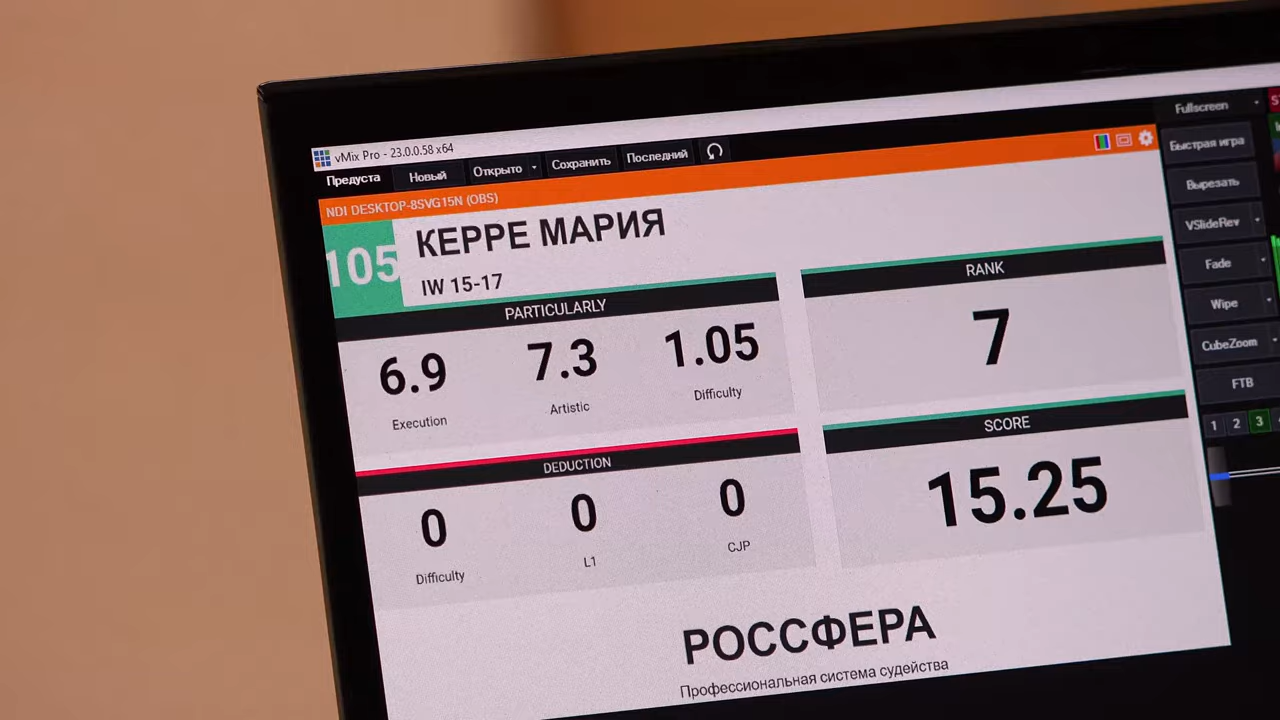 vMix Pro - 23.0.0.58 x64
Предуста Новый Открыто Сохранить Последний
Fullscreen
NDI DESKTOP-8SVG15N (OBS)
105
КЕРРЕ МАРИЯ
IW 15-17
PARTICULARLY
6.9 7.3 1.05
Execution Artistic Difficulty
RANK
7
DEDUCTION
0 0 0
Difficulty L1 CJP
SCORE
15.25
РОССФЕРА
Профессиональная система судейства
Быстрая игра
Вырезать
VSlideRev
Fade
Wipe
CubeZoom
FTB
1 2 3